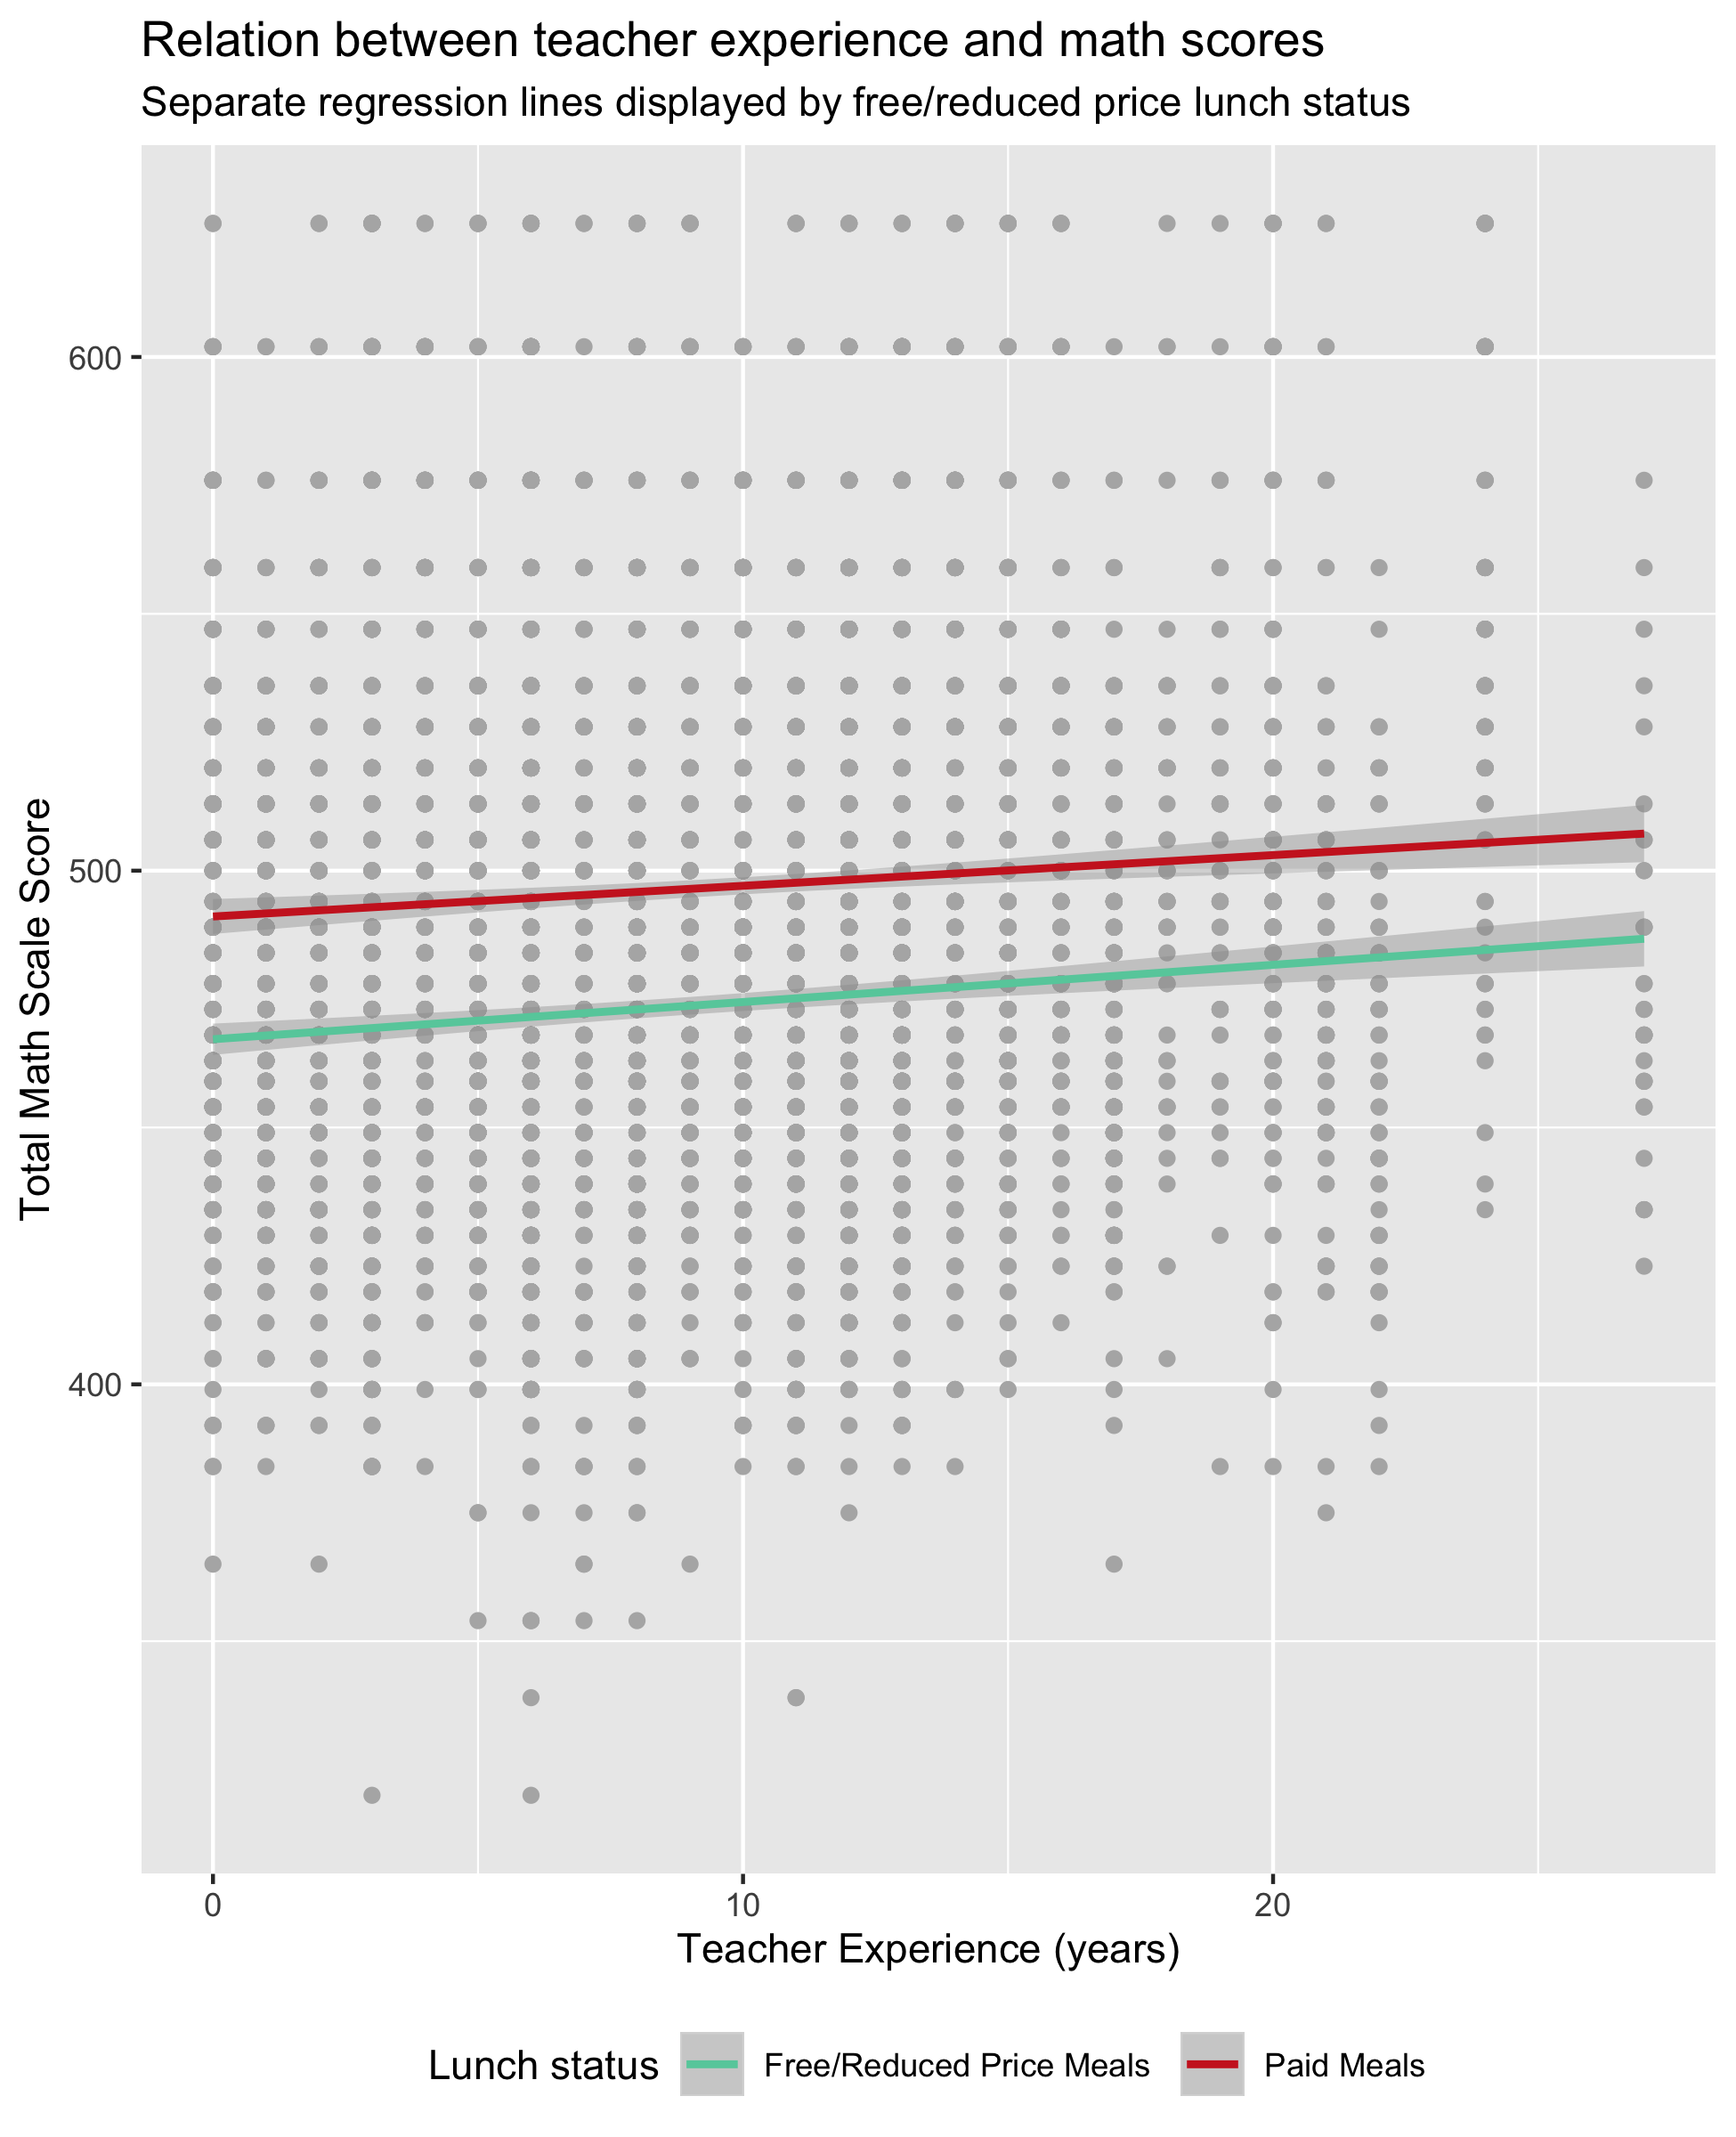 Relation between teacher experience and math scores
Separate regression lines displayed by free/reduced price lunch status
Total Math Scale Score
600
500
400
0 10 20
Teacher Experience (years)
Lunch status Free/Reduced Price Meals Paid Meals